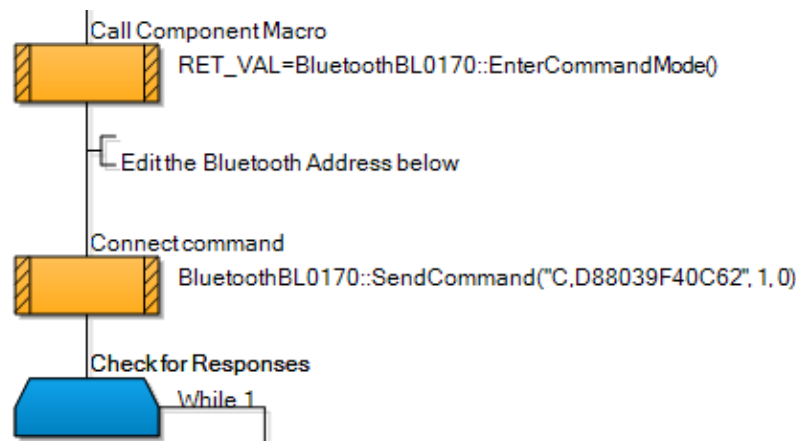 Call Component Macro
RET_VAL=BluetoothBL0170::EnterCommandMode()
Edit the Bluetooth Address below
Connect command
BluetoothBL0170::SendCommand("C,D88039F40C62", 1, 0)
Check for Responses
While 1